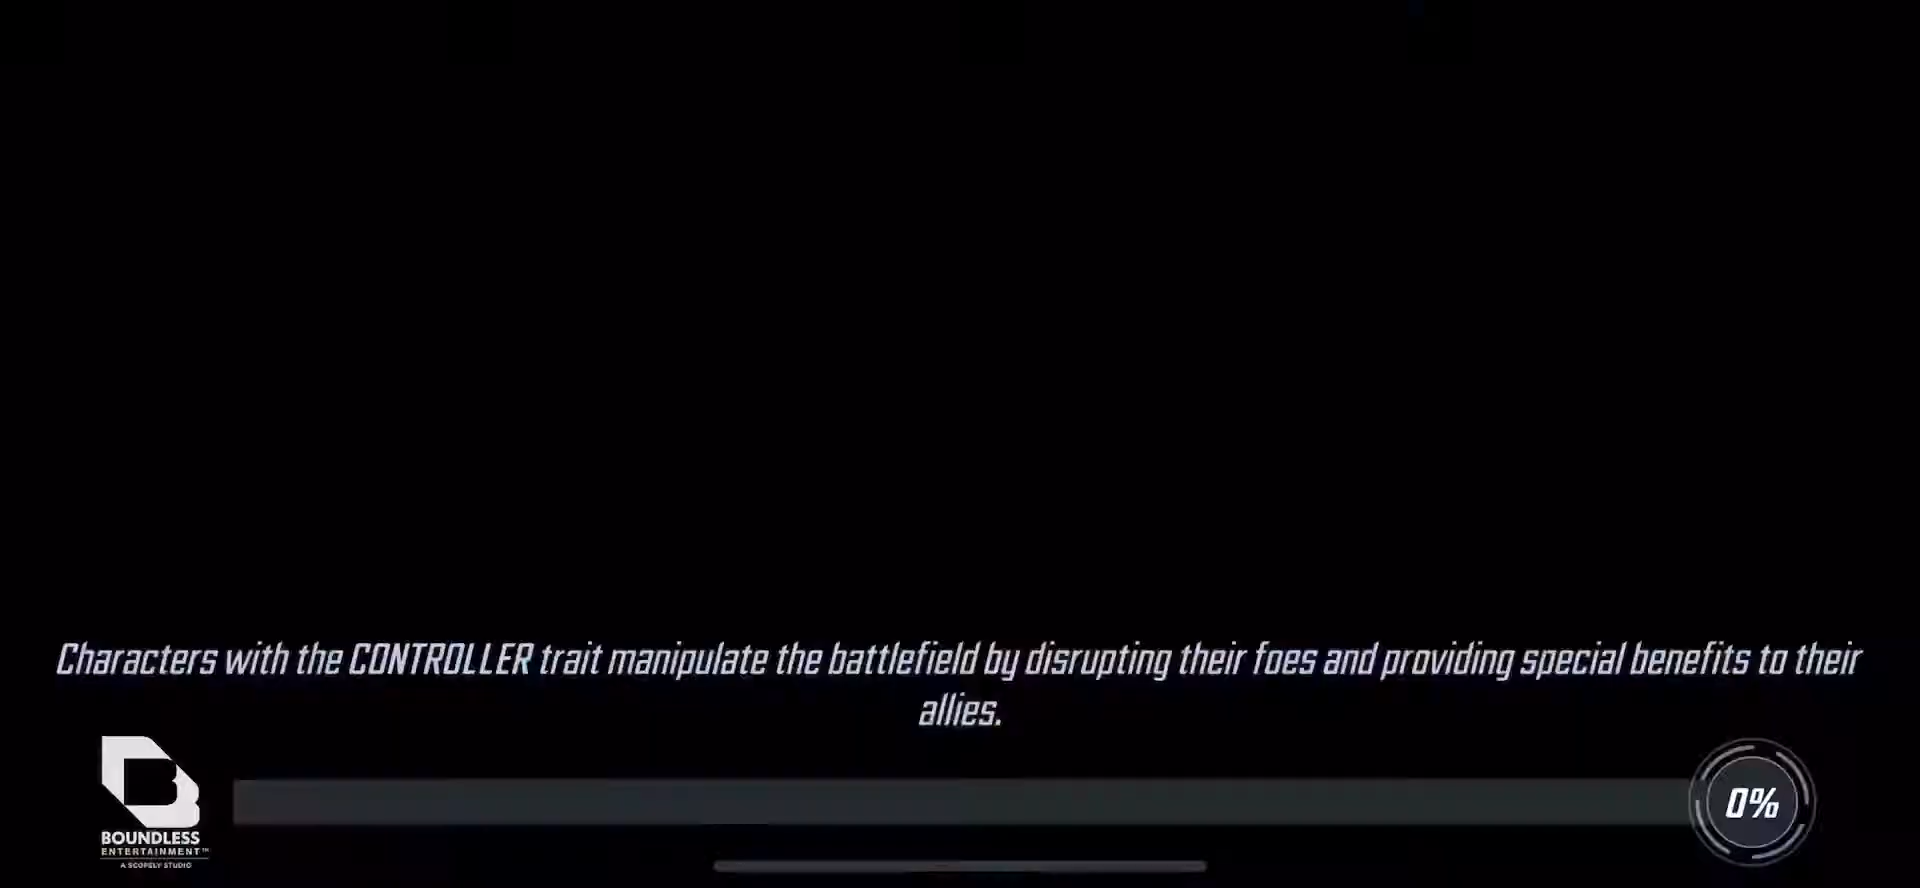 Characters with the CONTROLLER trait manipulate the battlefield by disrupting their foes and providing special benefits to their
allies.
BOUNDLESS
ENTERTAINMENT™
A SCOPELY STUDIO
0%